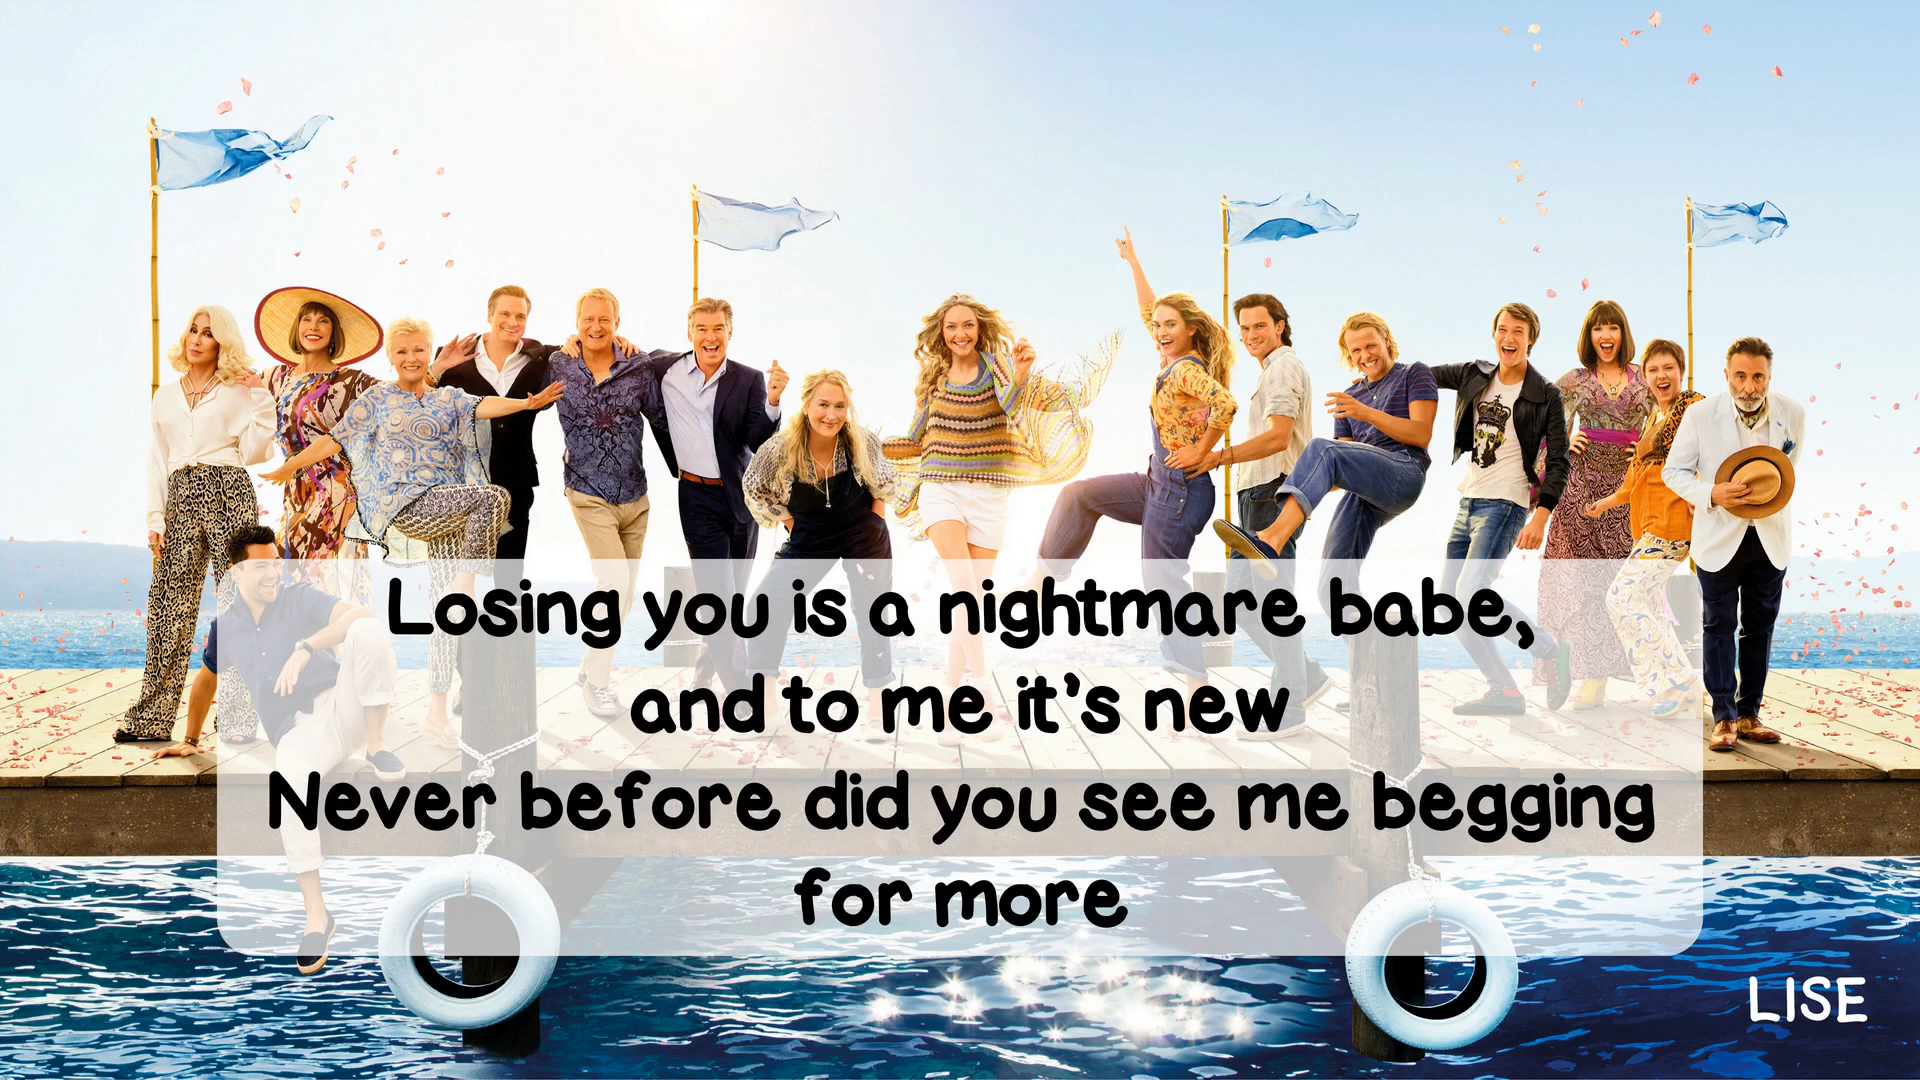 Losing you is a nightmare babe,
and to me it's new
Never before did you see me begging
for more
LISE